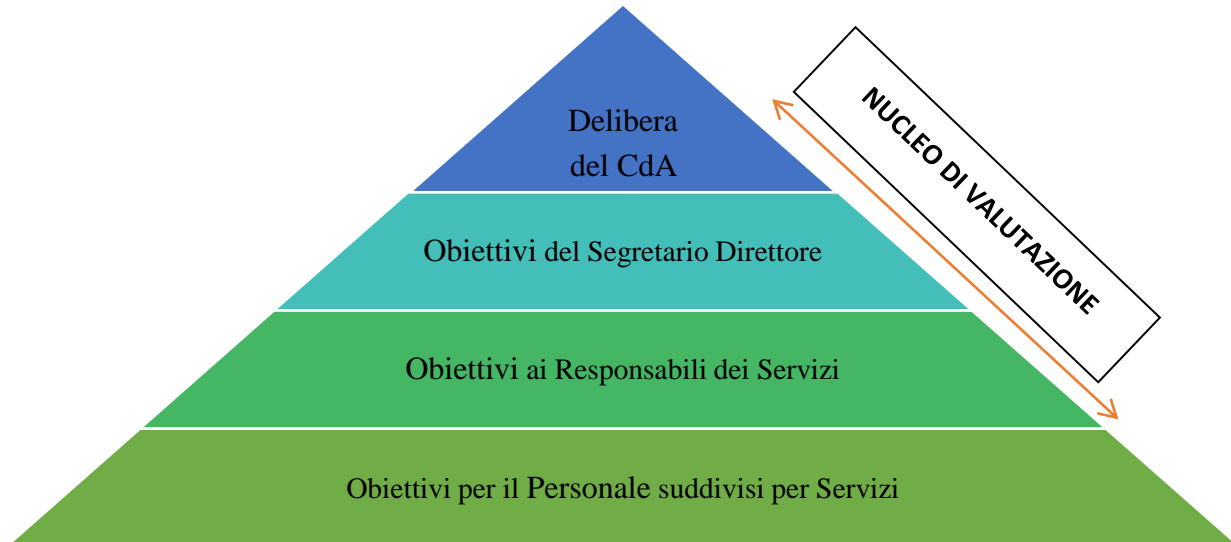 Delibera
del CdA
NUCLEO DI VALUTAZIONE
Obiettivi del Segretario Direttore
Obiettivi ai Responsabili dei Servizi
Obiettivi per il Personale suddivisi per Servizi